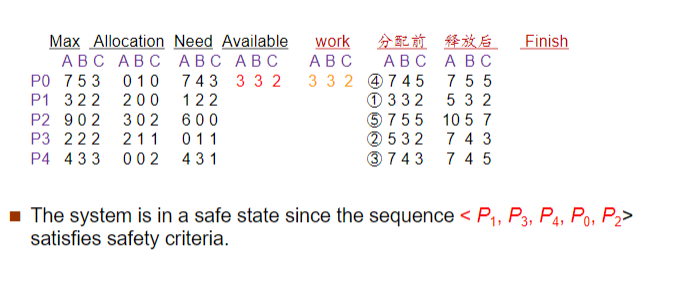 Max Allocation Need Available work 分配前 释放后 Finish
A B C A B C A B C A B C A B C A B C A B C
P0 7 5 3 0 1 0 7 4 3 3 3 2 3 3 2 ④ 7 4 5 7 5 5
P1 3 2 2 2 0 0 1 2 2 ① 3 3 2 5 3 2
P2 9 0 2 3 0 2 6 0 0 ⑤ 7 5 5 10 5 7
P3 2 2 2 2 1 1 0 1 1 ② 5 3 2 7 4 3
P4 4 3 3 0 0 2 4 3 1 ③ 7 4 3 7 4 5
The system is in a safe state since the sequence < P1, P3, P4, P0, P2>
satisfies safety criteria.